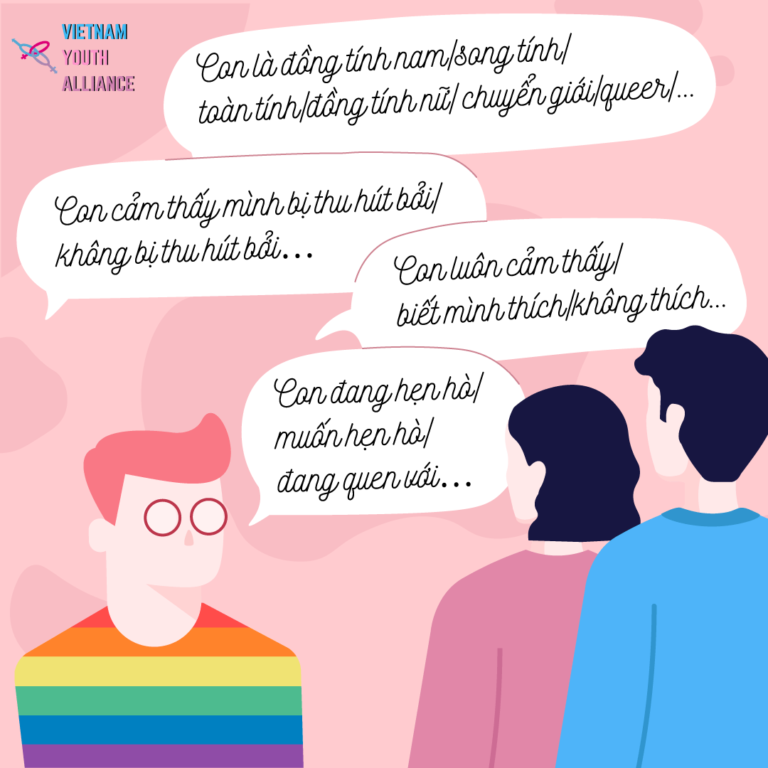 VIETNAM
YOUTH
ALLIANCE
Con là đồng tính nam/song tính/
toàn tính/đồng tính nữ/ chuyển giới/queer/...
Con cảm thấy mình bị thu hút bởi/
không bị thu hút bởi...
Con luôn cảm thấy/
biết mình thích/không thích...
Con đang hẹn hò/
muốn hẹn hò/
đang quen với...